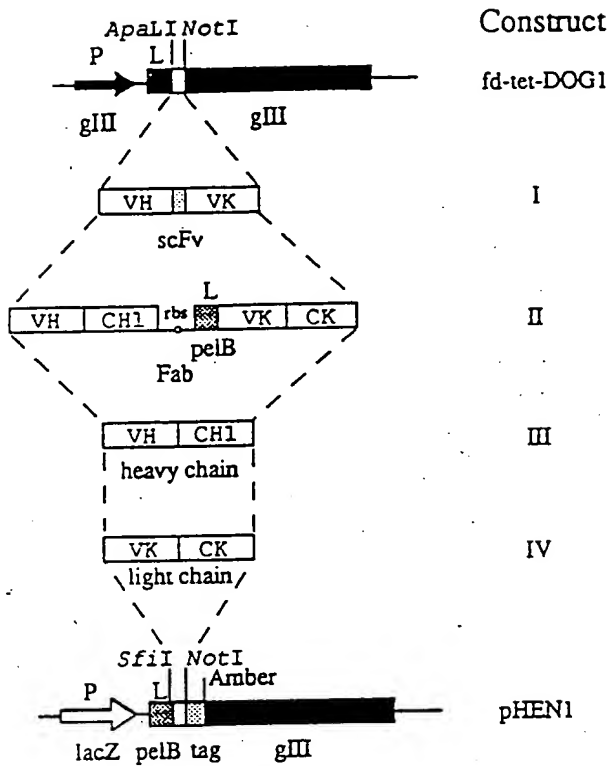 Construct
ApaLI NotI
P L
fd-tet-DOG1
gIII gIII
VH VK I
scFv
L
VH CH1 rbs VK CK II
pelB
Fab
VH CH1 III
heavy chain
VK CK IV
light chain
SfiI NotI
Amber
P L
pHEN1
lacZ pelB tag gIII